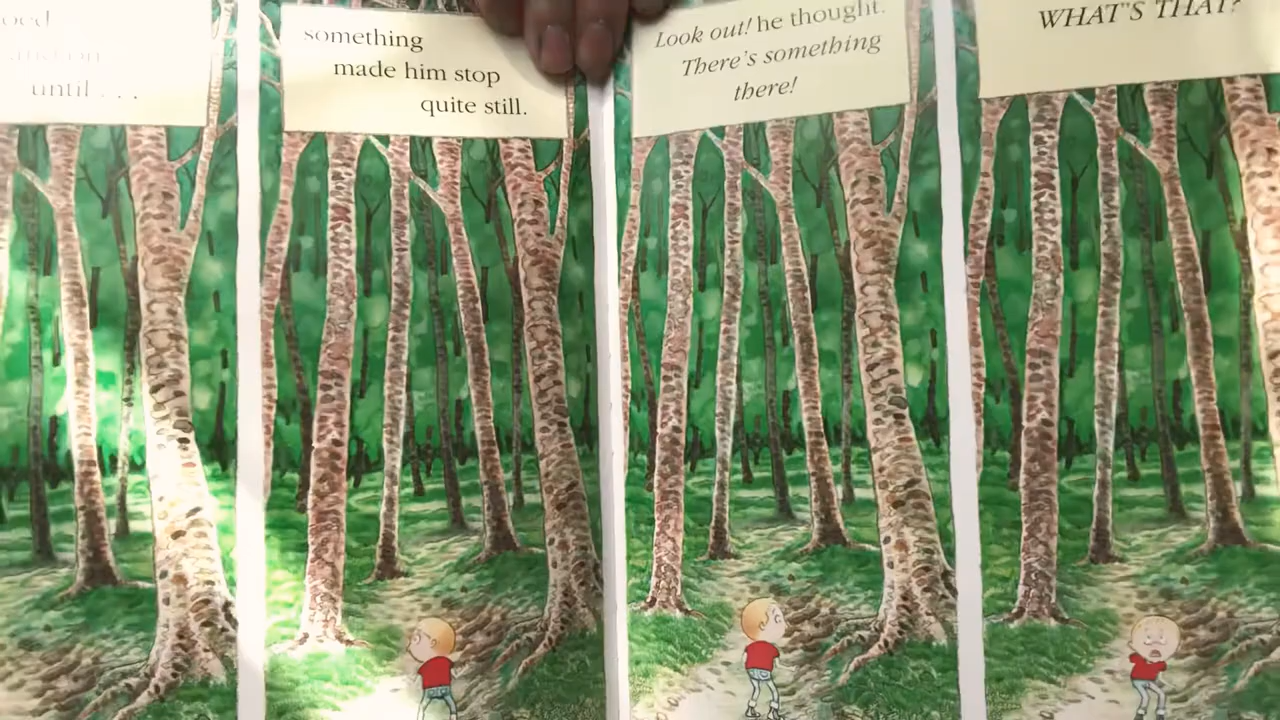 until . . .
something
made him stop
quite still.
Look out! he thought.
There's something
there!
WHAT"S THAT?